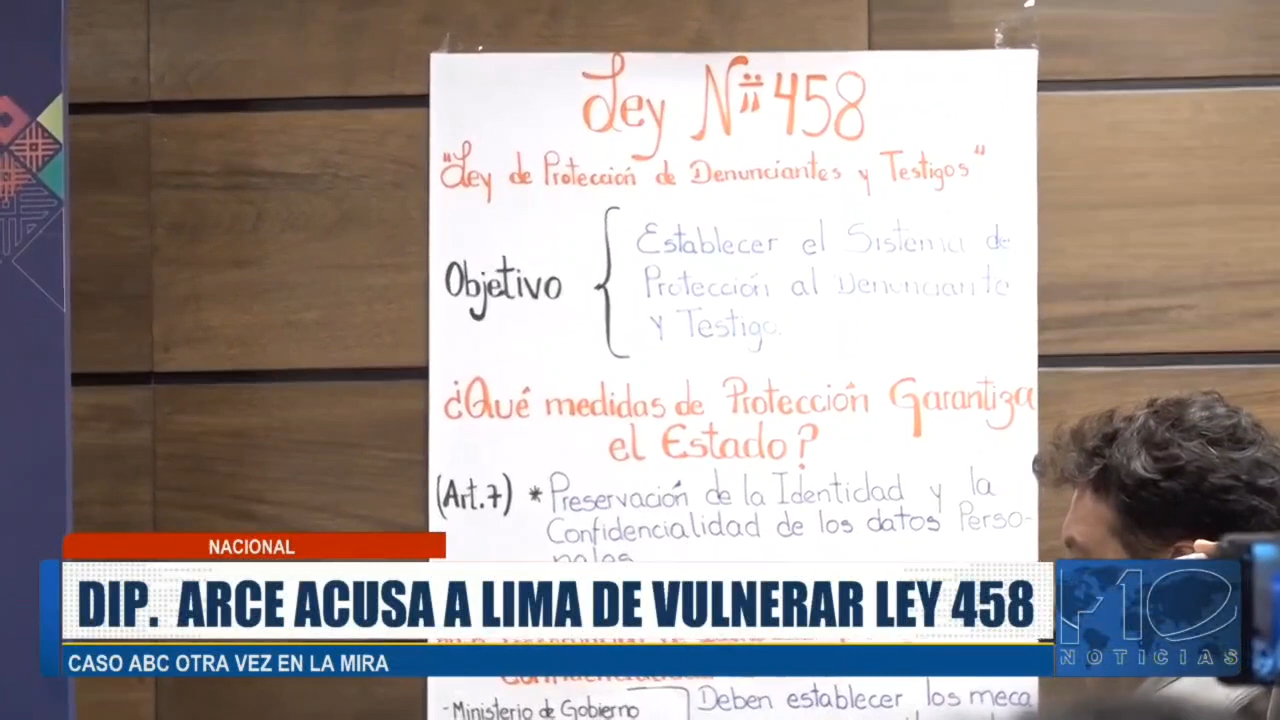 Ley Nº 458
"Ley de Protección de Denunciantes y Testigos"
Objetivo
Establecer el Sistema de
Protección al Denunciante
y Testigo.
¿Qué medidas de Protección Garantiza
el Estado?
(Art.7) * Preservación de la Identidad y la
Confidencialidad de los datos Perso-
nales
NACIONAL
DIP. ARCE ACUSA A LIMA DE VULNERAR LEY 458
CASO ABC OTRA VEZ EN LA MIRA
F10
NOTICIAS
-Ministerio de Gobierno
Deben establecer los meca